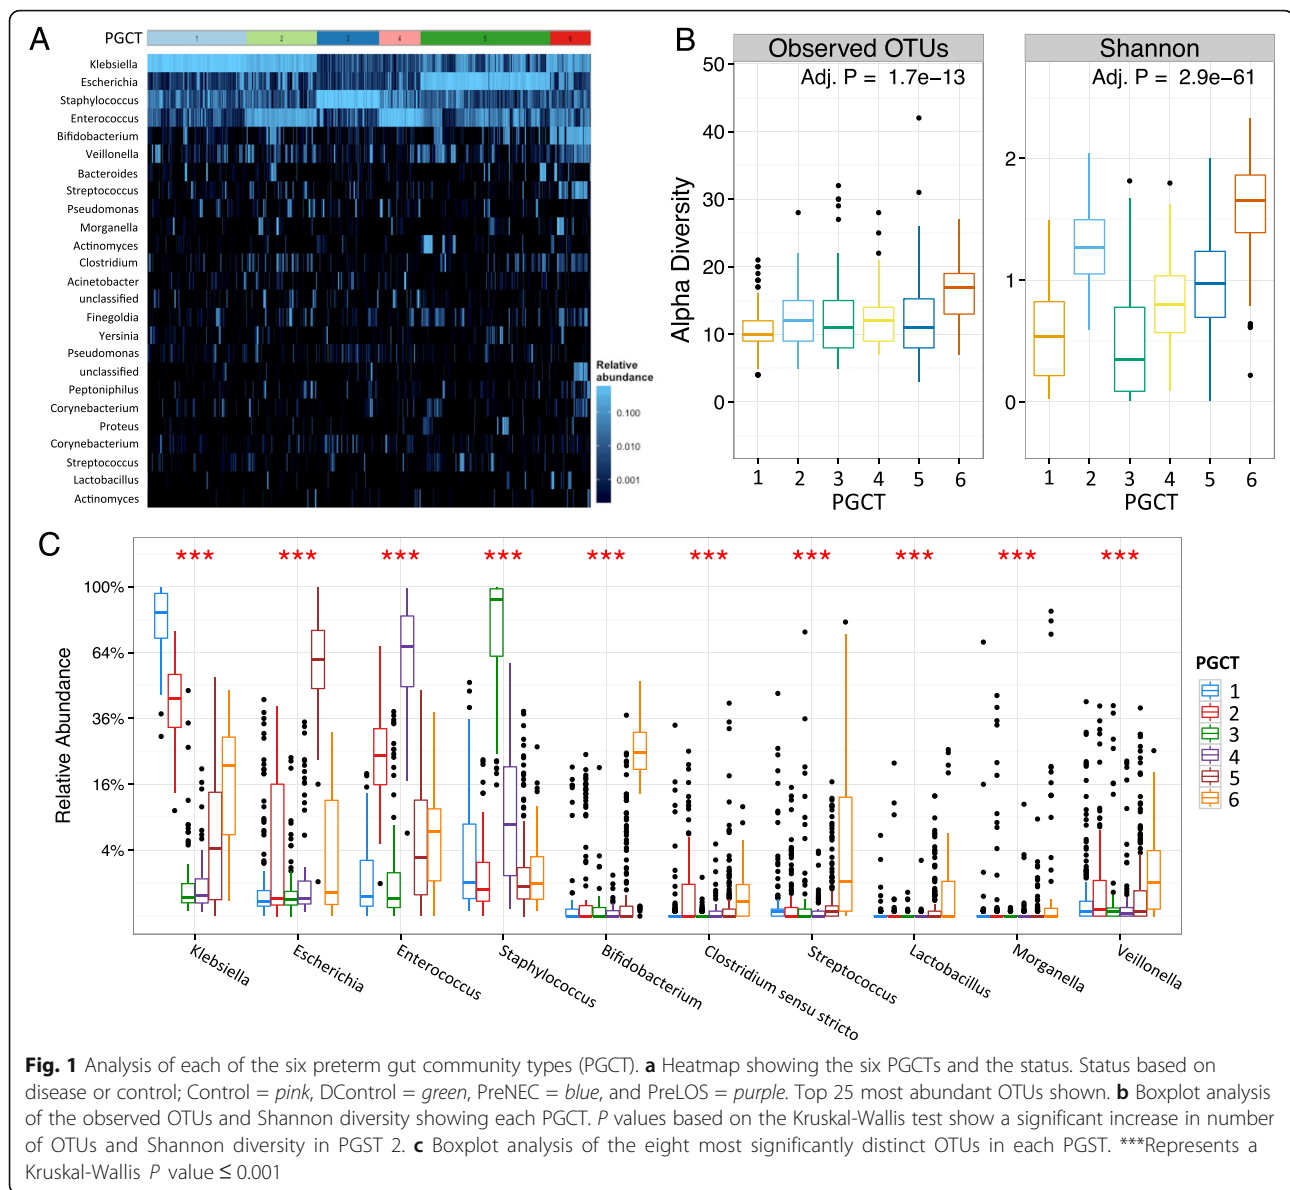 A
PGCT
1 2 3 4 5 6
Klebsiella
Escherichia
Staphylococcus
Enterococcus
Bifidobacterium
Veillonella
Bacteroides
Streptococcus
Pseudomonas
Morganella
Actinomyces
Clostridium
Acinetobacter
unclassified
Finegoldia
Yersinia
Pseudomonas
unclassified
Peptoniphilus
Corynebacterium
Proteus
Corynebacterium
Streptococcus
Lactobacillus
Actinomyces
Relative
abundance
0.100
0.010
0.001
B
Observed OTUs
Adj. P = 1.7e−13
Alpha Diversity
50
40
30
20
10
0
1 2 3 4 5 6
PGCT
Shannon
Adj. P = 2.9e−61
2
1
0
1 2 3 4 5 6
PGCT
C
*** *** *** *** *** *** *** *** *** ***
Relative Abundance
100%
64%
36%
16%
4%
Klebsiella
Escherichia
Enterococcus
Staphylococcus
Bifidobacterium
Clostridium sensu stricto
Streptococcus
Lactobacillus
Morganella
Veillonella
PGCT
1
2
3
4
5
6
Fig. 1 Analysis of each of the six preterm gut community types (PGCT). a Heatmap showing the six PGCTs and the status. Status based on
disease or control; Control = pink, DControl = green, PreNEC = blue, and PreLOS = purple. Top 25 most abundant OTUs shown. b Boxplot analysis
of the observed OTUs and Shannon diversity showing each PGCT. P values based on the Kruskal-Wallis test show a significant increase in number
of OTUs and Shannon diversity in PGST 2. c Boxplot analysis of the eight most significantly distinct OTUs in each PGST. ***Represents a
Kruskal-Wallis P value ≤ 0.001